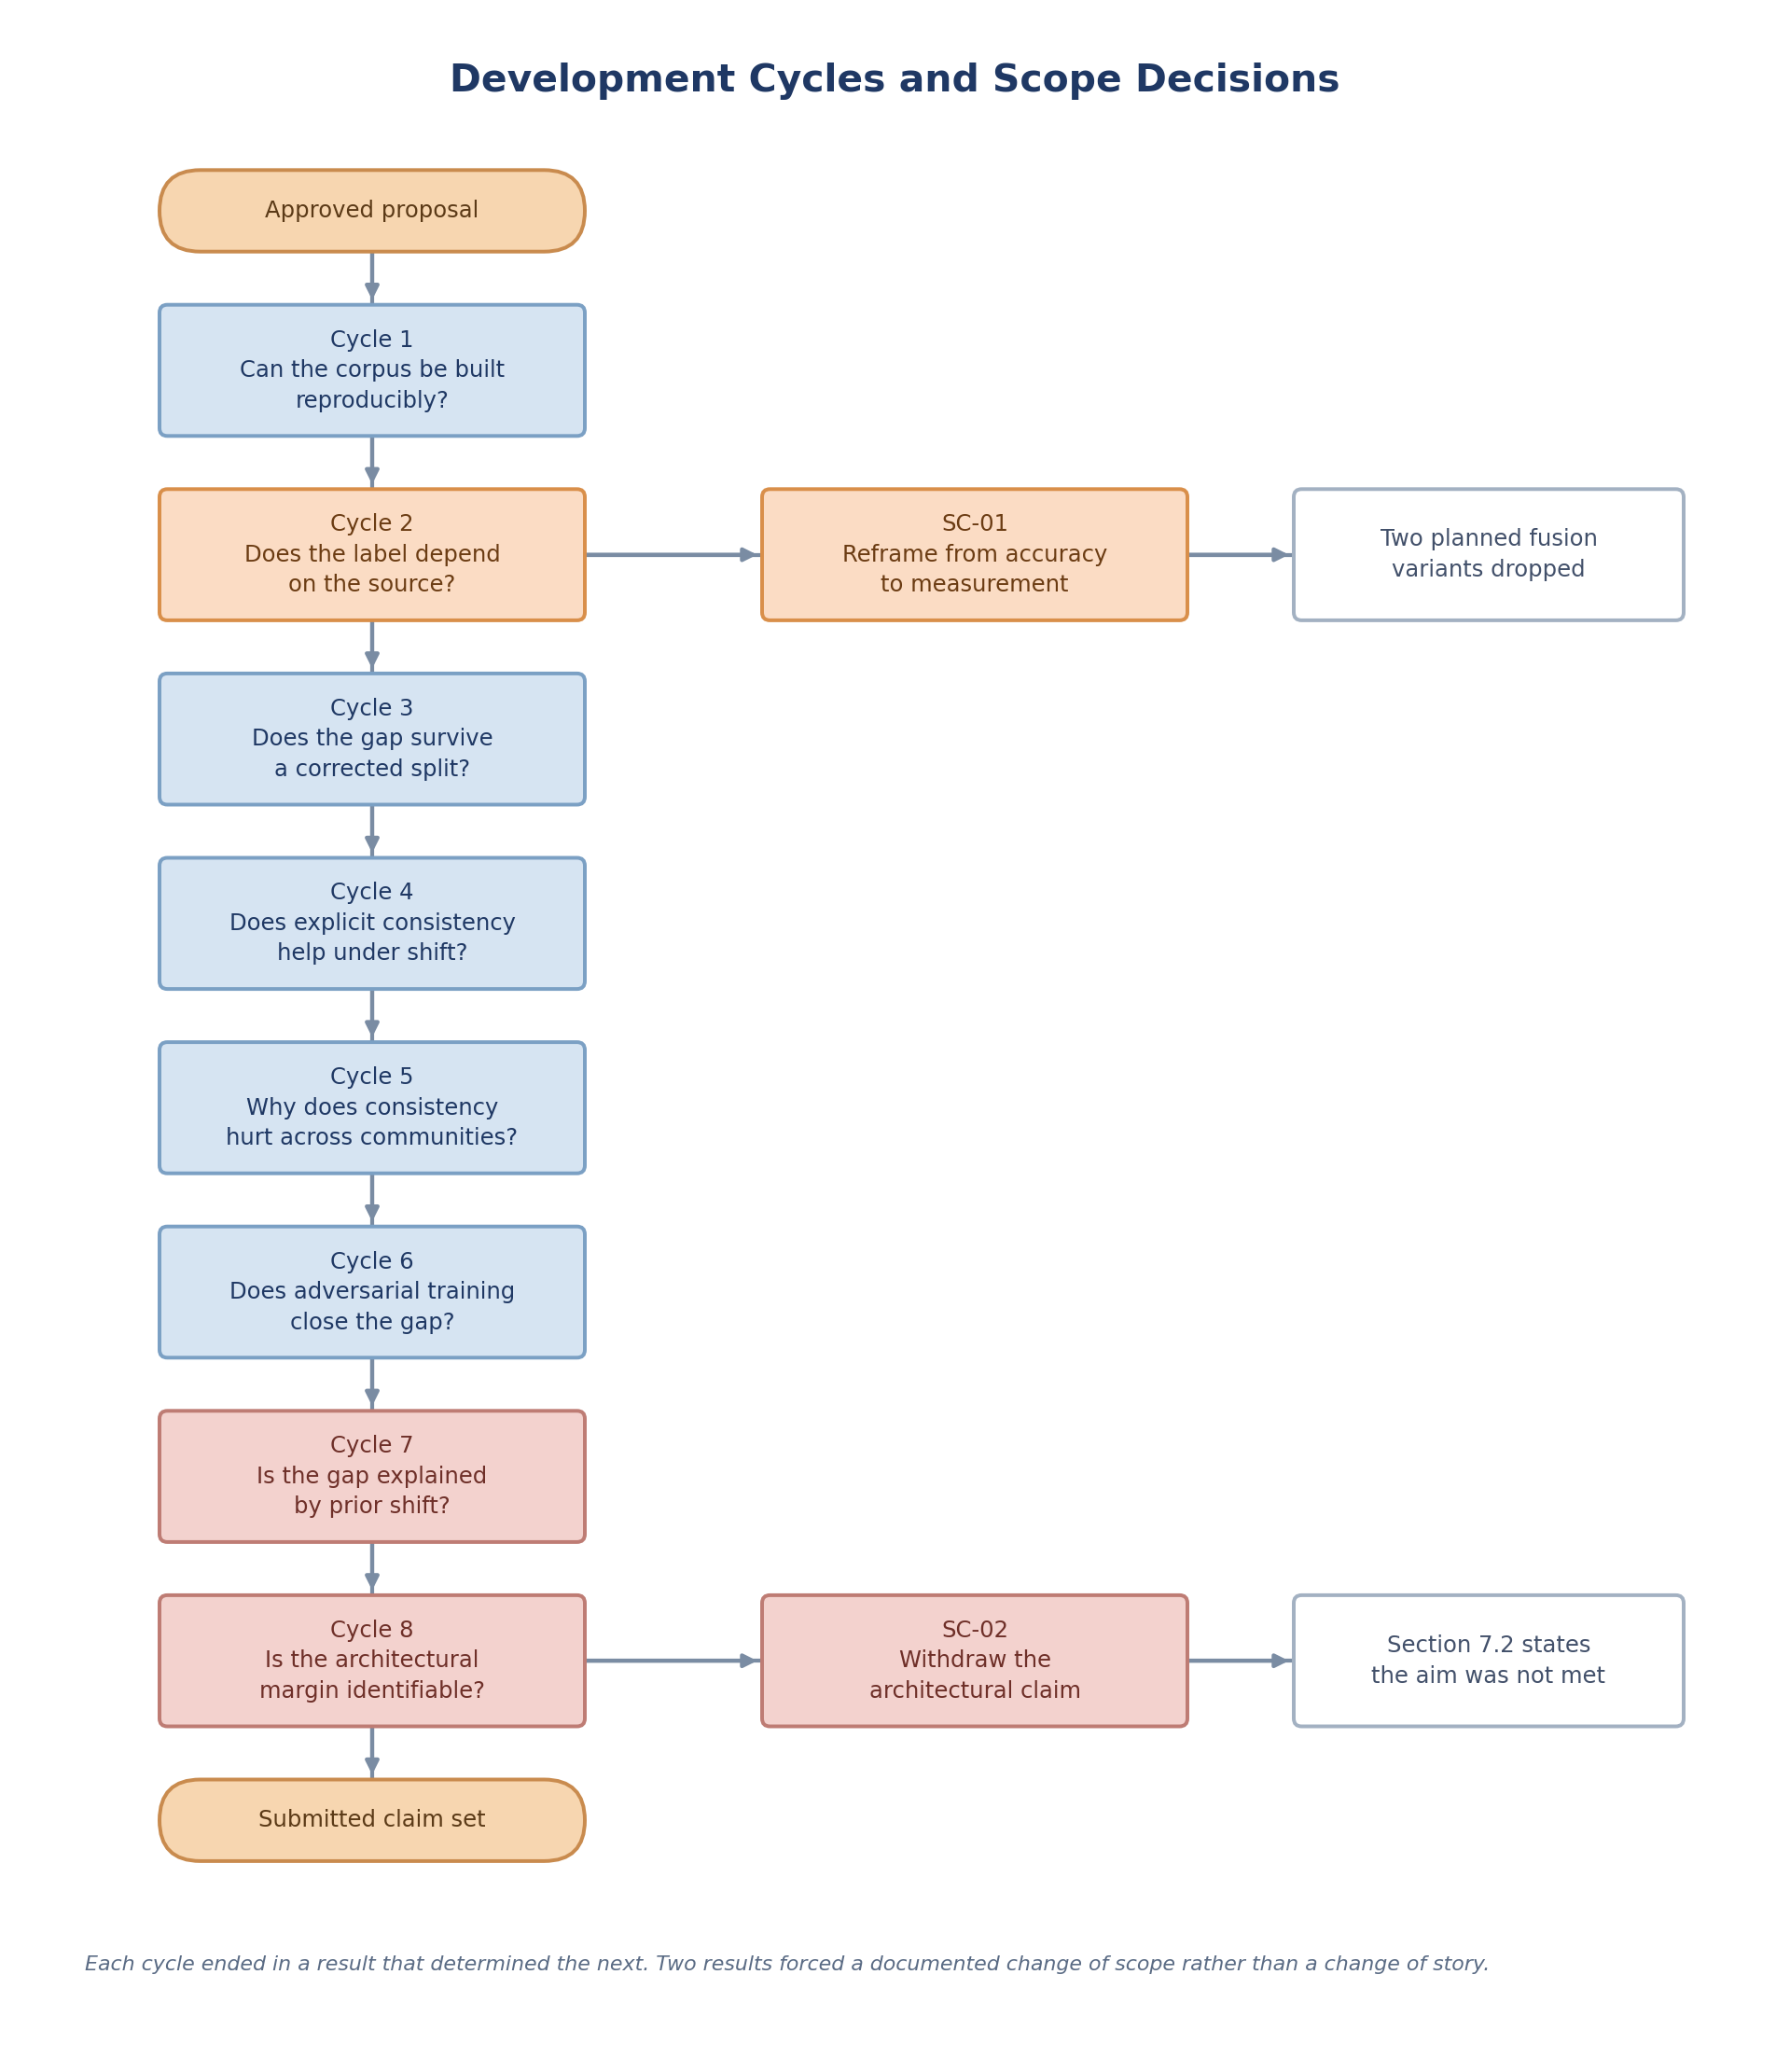 Development Cycles and Scope Decisions
Approved proposal
Cycle 1
Can the corpus be built
reproducibly?
Cycle 2
Does the label depend
on the source?
SC-01
Reframe from accuracy
to measurement
Two planned fusion
variants dropped
Cycle 3
Does the gap survive
a corrected split?
Cycle 4
Does explicit consistency
help under shift?
Cycle 5
Why does consistency
hurt across communities?
Cycle 6
Does adversarial training
close the gap?
Cycle 7
Is the gap explained
by prior shift?
Cycle 8
Is the architectural
margin identifiable?
SC-02
Withdraw the
architectural claim
Section 7.2 states
the aim was not met
Submitted claim set
Each cycle ended in a result that determined the next. Two results forced a documented change of scope rather than a change of story.